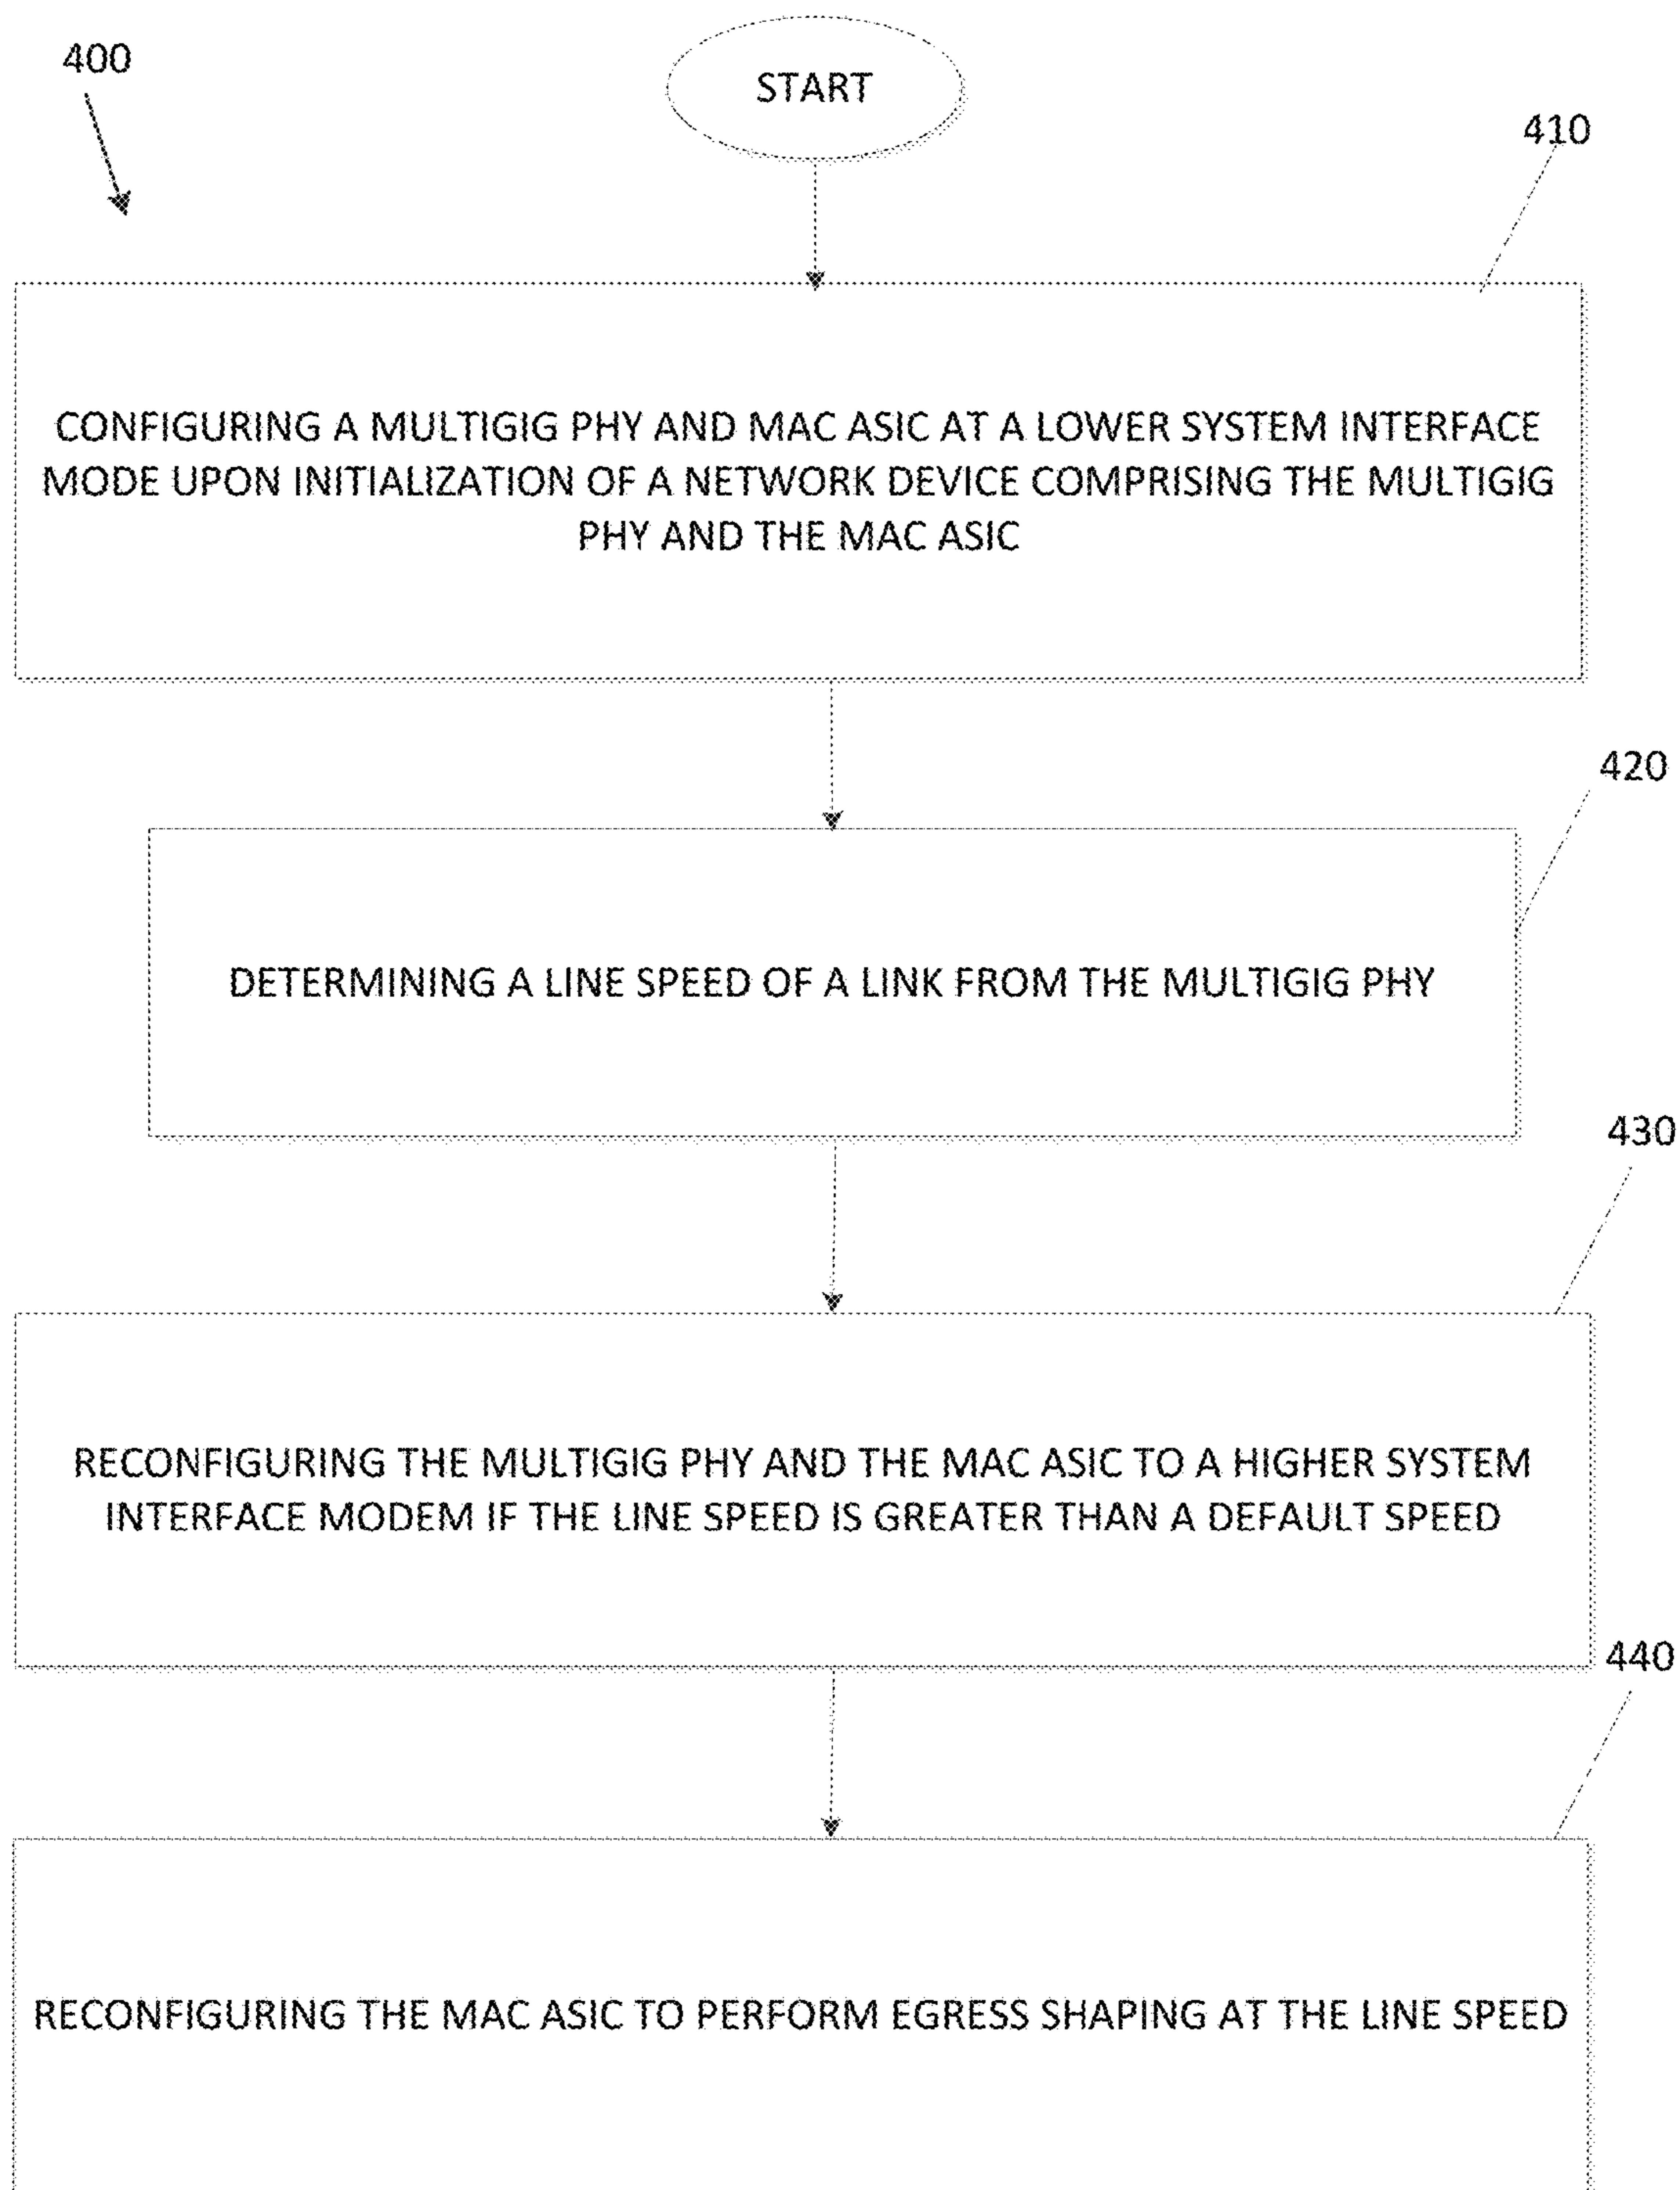 400
START
410
CONFIGURING A MULTIGIG PHY AND MAC ASIC AT A LOWER SYSTEM INTERFACE
MODE UPON INITIALIZATION OF A NETWORK DEVICE COMPRISING THE MULTIGIG
PHY AND THE MAC ASIC
420
DETERMINING A LINE SPEED OF A LINK FROM THE MULTIGIG PHY
430
RECONFIGURING THE MULTIGIG PHY AND THE MAC ASIC TO A HIGHER SYSTEM
INTERFACE MODEM IF THE LINE SPEED IS GREATER THAN A DEFAULT SPEED
440
RECONFIGURING THE MAC ASIC TO PERFORM EGRESS SHAPING AT THE LINE SPEED